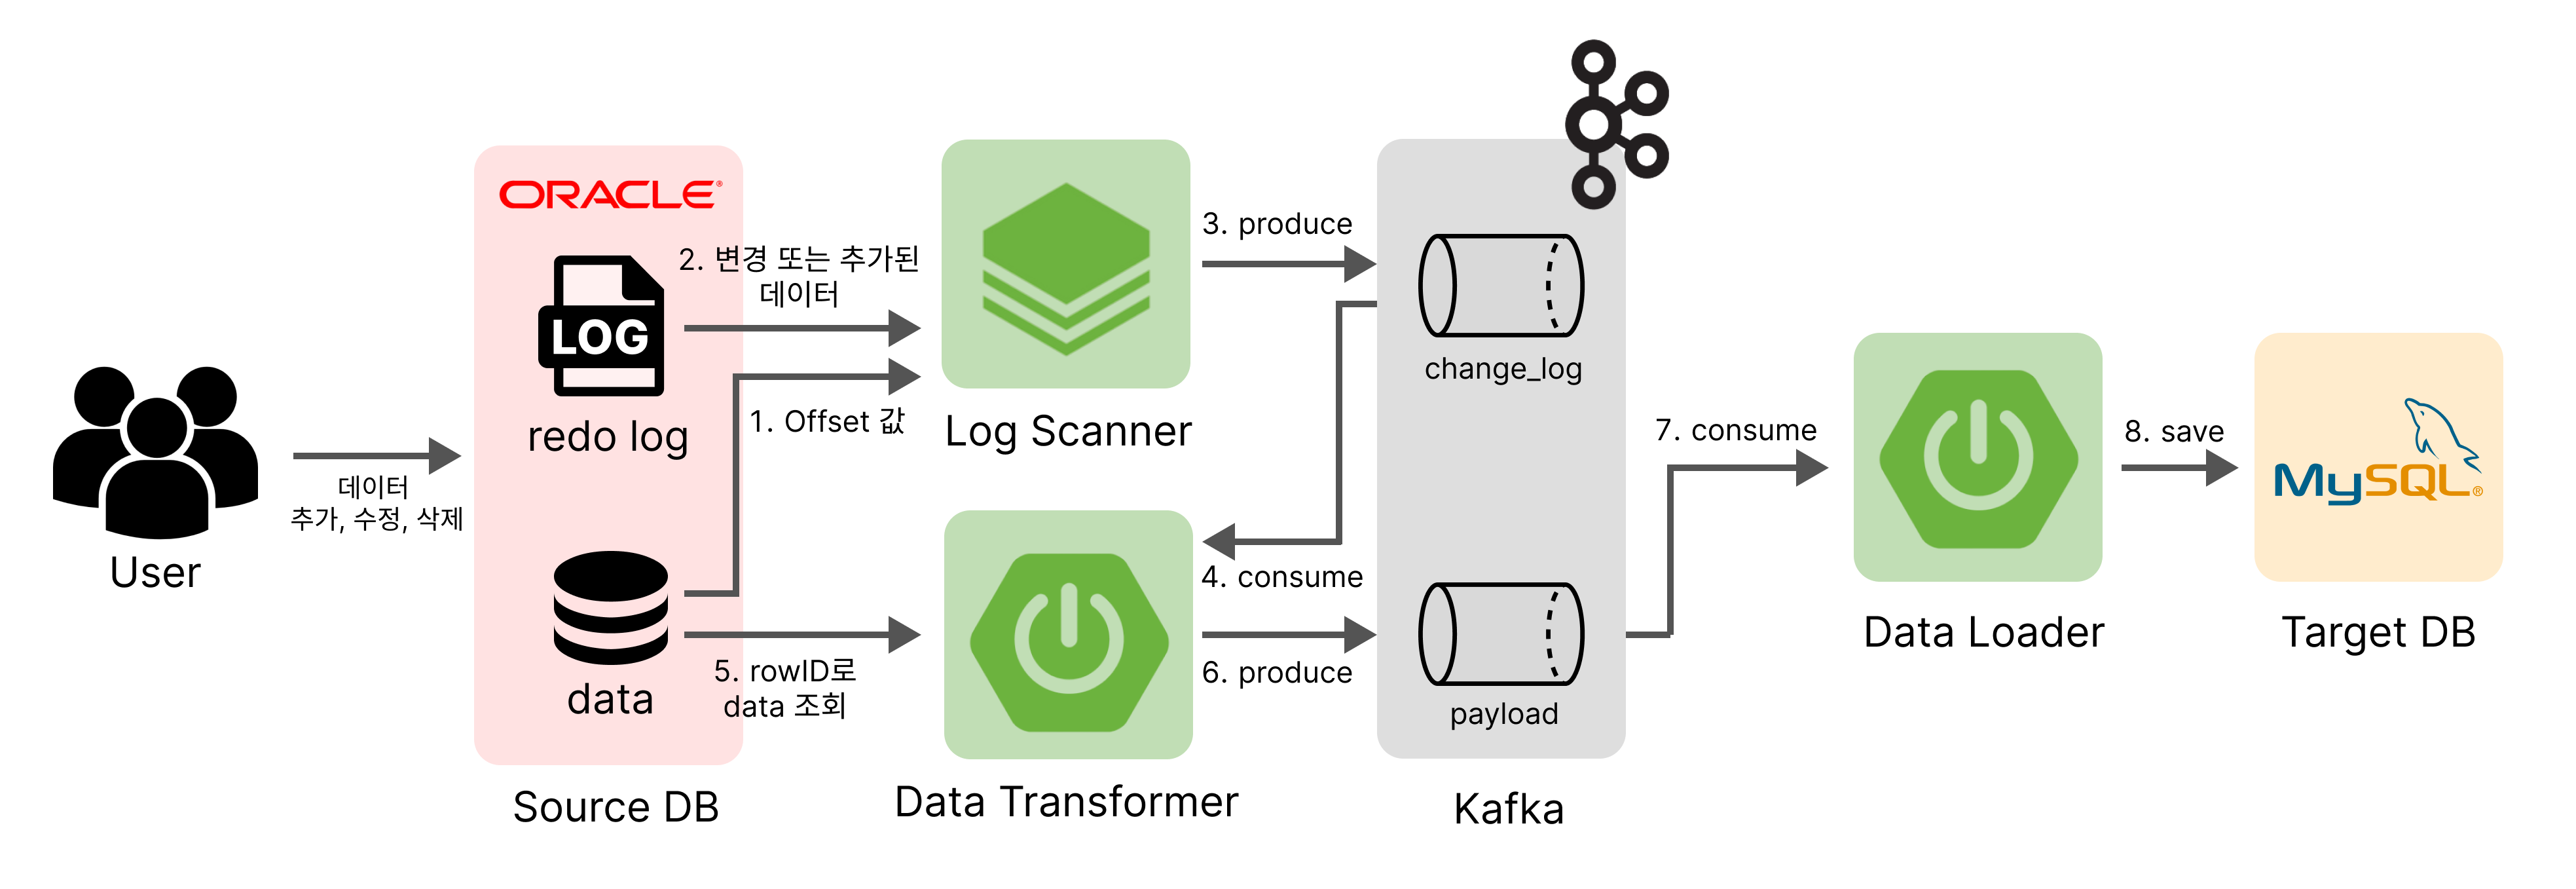 ORACLE®
LOG
redo log
data
Source DB
User
데이터
추가, 수정, 삭제
2. 변경 또는 추가된
데이터
1. Offset 값
5. rowID로
data 조회
Log Scanner
Data Transformer
3. produce
4. consume
6. produce
change_log
payload
Kafka
7. consume
Data Loader
8. save
MySQL®
Target DB